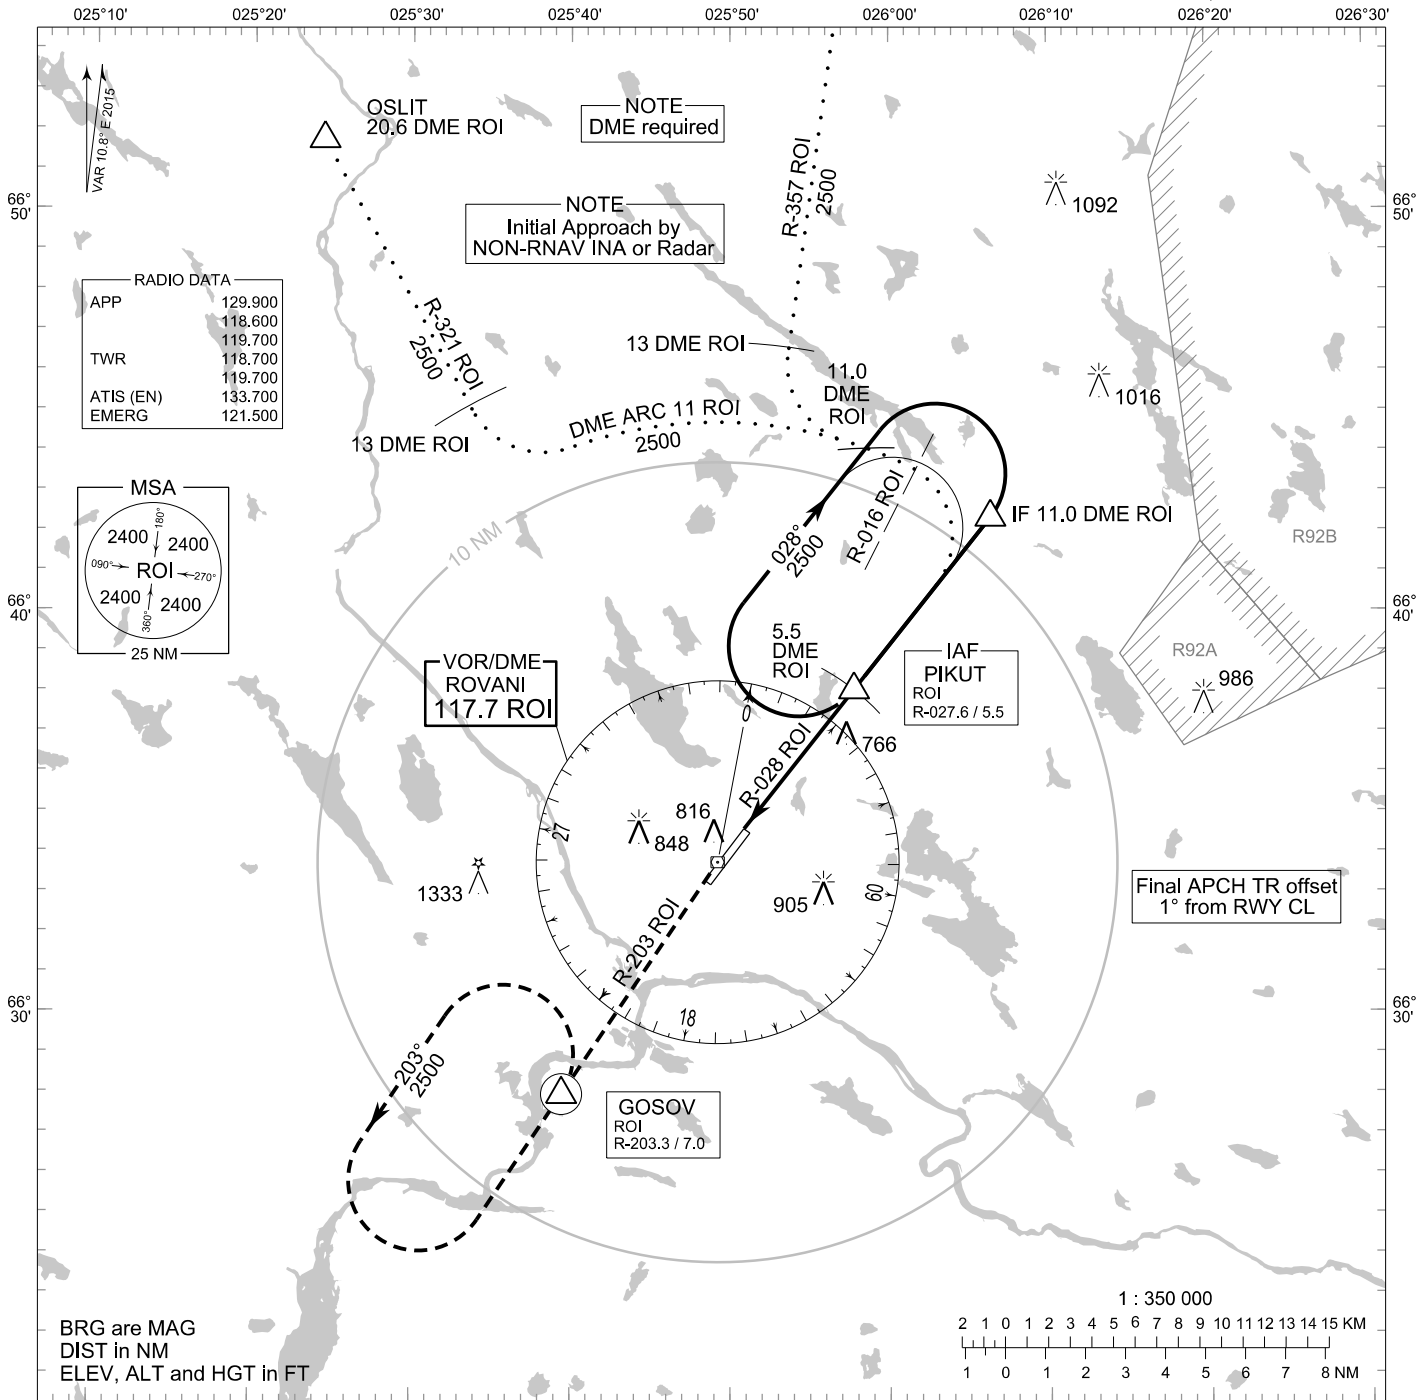 025°10' 025°20' 025°30' 025°40' 025°50' 026°00' 026°10' 026°20' 026°30'
VAR 10.8° E 2015
OSLIT
20.6 DME ROI
NOTE
DME required
R-357 ROI
2500
66°
50'
66°
50'
1092
NOTE
Initial Approach by
NON-RNAV INA or Radar
RADIO DATA
APP 129.900
118.600
119.700
TWR 118.700
119.700
ATIS (EN) 133.700
EMERG 121.500
R-321 ROI
2500
13 DME ROI
11.0
DME
ROI
1016
DME ARC 11 ROI
2500
13 DME ROI
MSA
2400
180°
2400
090°
ROI
270°
2400
360°
2400
25 NM
10 NM
028°
2500
R-016 ROI
IF 11.0 DME ROI
R92B
66°
40'
66°
40'
5.5
DME
ROI
IAF
PIKUT
ROI
R-027.6 / 5.5
R92A
986
VOR/DME
ROVANI
117.7 ROI
0
766
R-028 ROI
27
816
848
1333
905
09
Final APCH TR offset
1° from RWY CL
R-203 ROI
18
66°
30'
66°
30'
203°
2500
GOSOV
ROI
R-203.3 / 7.0
BRG are MAG
DIST in NM
ELEV, ALT and HGT in FT
1 : 350 000
2 1 0 1 2 3 4 5 6 7 8 9 10 11 12 13 14 15 KM
1 0 1 2 3 4 5 6 7 8 NM